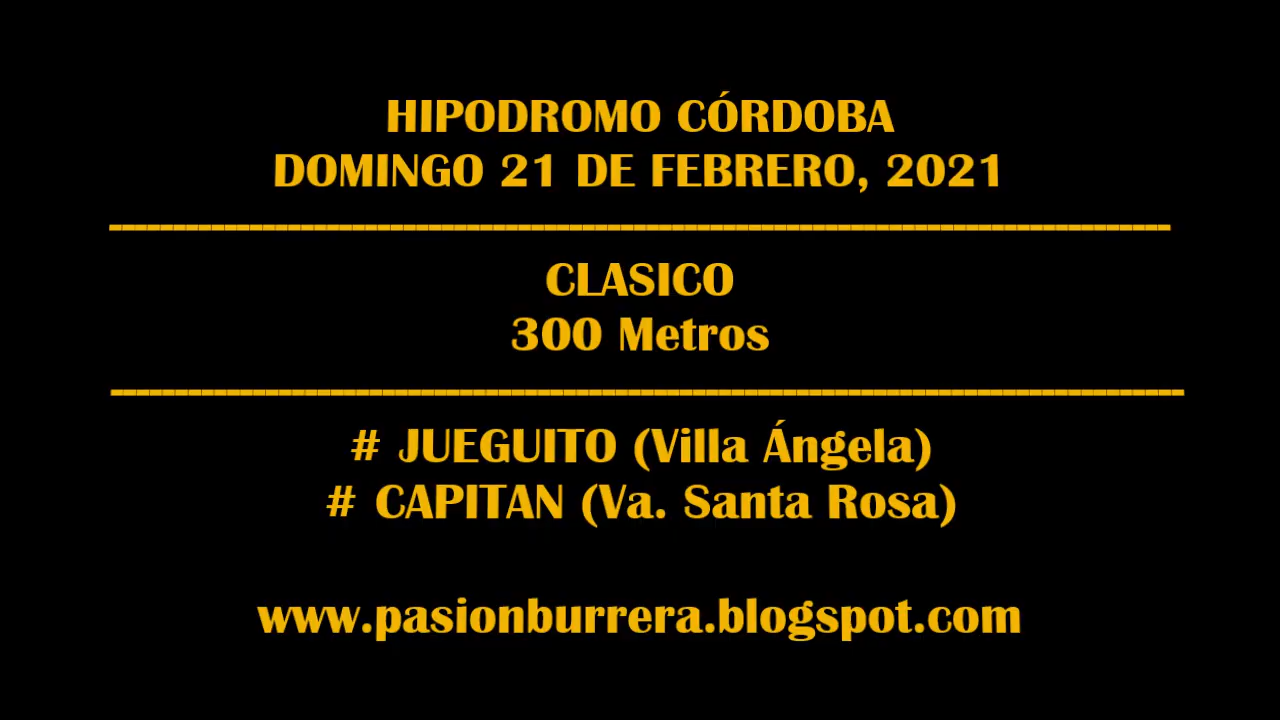 HIPODROMO CÓRDOBA
DOMINGO 21 DE FEBRERO, 2021
CLASICO
300 Metros
# JUEGUITO (Villa Ángela)
# CAPITAN (Va. Santa Rosa)
www.pasionburrera.blogspot.com